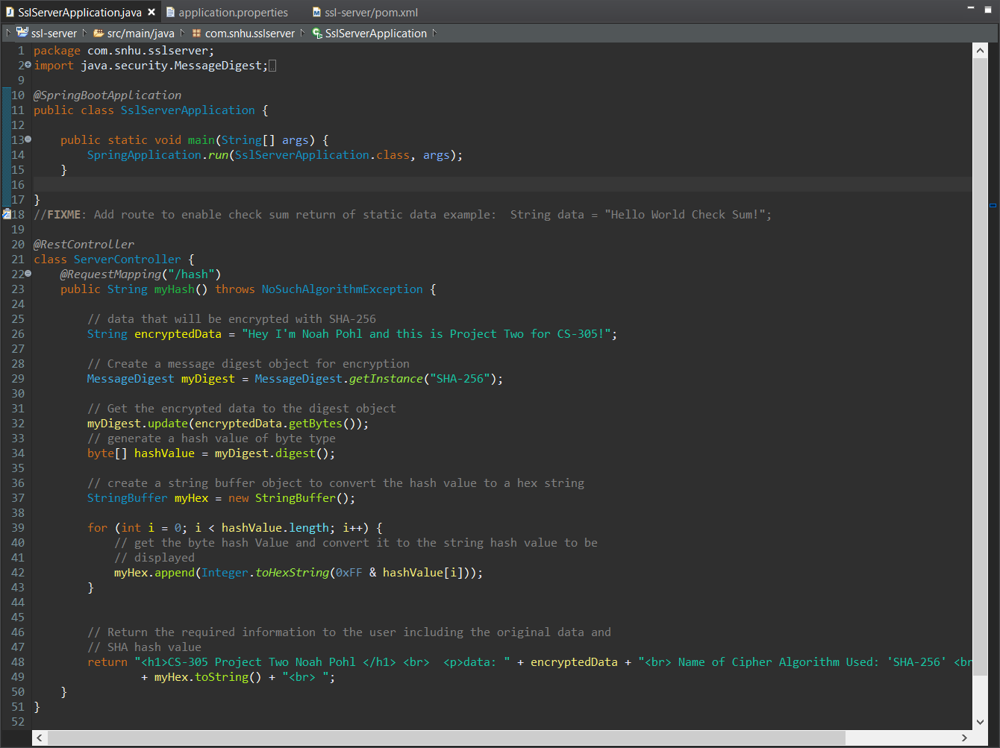 SslServerApplication.java application.properties ssl-server/pom.xml
ssl-server src/main/java com.snhu.sslserver SslServerApplication
1 package com.snhu.sslserver;
2 import java.security.MessageDigest;
9
10 @SpringBootApplication
11 public class SslServerApplication {
12
13     public static void main(String[] args) {
14         SpringApplication.run(SslServerApplication.class, args);
15     }
16
17 }
18 //FIXME: Add route to enable check sum return of static data example:  String data = "Hello World Check Sum!";
19
20 @RestController
21 class ServerController {
22     @RequestMapping("/hash")
23     public String myHash() throws NoSuchAlgorithmException {
24
25         // data that will be encrypted with SHA-256
26         String encryptedData = "Hey I'm Noah Pohl and this is Project Two for CS-305!";
27
28         // Create a message digest object for encryption
29         MessageDigest myDigest = MessageDigest.getInstance("SHA-256");
30
31         // Get the encrypted data to the digest object
32         myDigest.update(encryptedData.getBytes());
33         // generate a hash value of byte type
34         byte[] hashValue = myDigest.digest();
35
36         // create a string buffer object to convert the hash value to a hex string
37         StringBuffer myHex = new StringBuffer();
38
39         for (int i = 0; i < hashValue.length; i++) {
40             // get the byte hash Value and convert it to the string hash value to be
41             // displayed
42             myHex.append(Integer.toHexString(0xFF & hashValue[i]));
43         }
44
45
46         // Return the required information to the user including the original data and
47         // SHA hash value
48         return "<h1>CS-305 Project Two Noah Pohl </h1> <br>  <p>data: " + encryptedData + "<br> Name of Cipher Algorithm Used: 'SHA-256' <br
49                 + myHex.toString() + "<br> ";
50     }
51 }
52